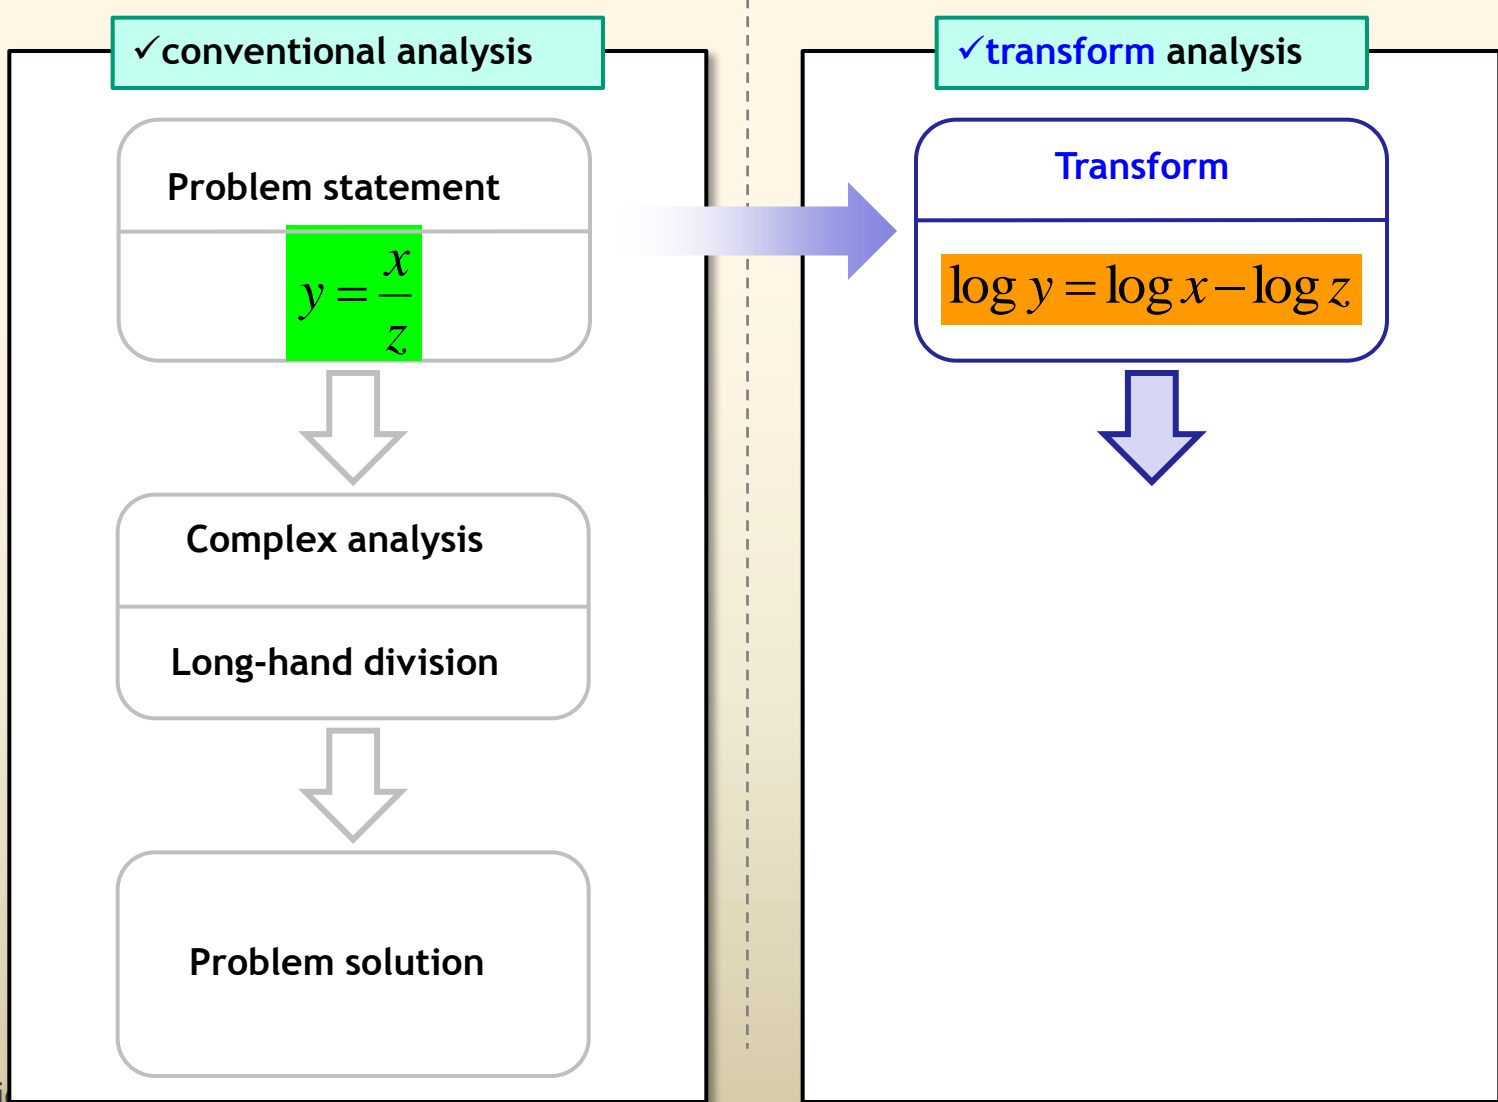 ✓conventional analysis
Problem statement
y = x/z
Complex analysis
Long-hand division
Problem solution
✓transform analysis
Transform
log y = log x − log z